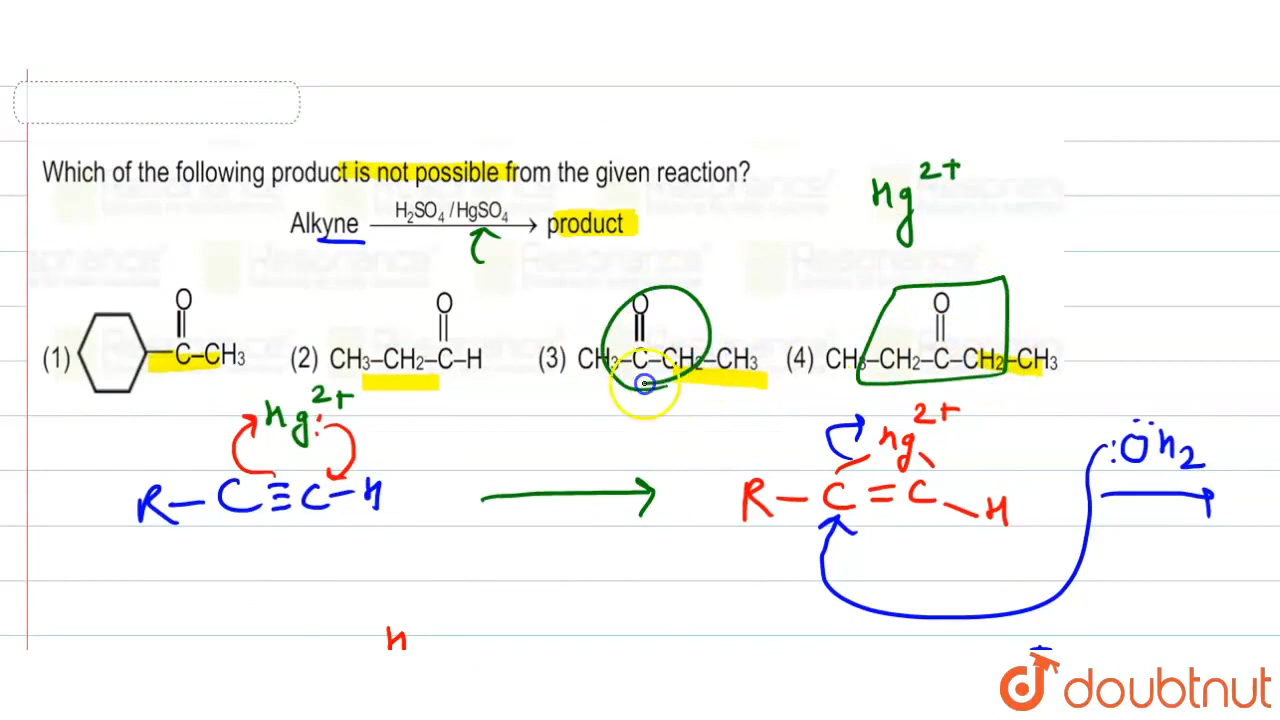 Which of the following product is not possible from the given reaction?
H₂SO₄ / HgSO₄
Alkyne ⟶ product
Hg²⁺
O O O O
(1) C–CH₃ (2) CH₃–CH₂–C–H (3) CH₃–C–CH₂–CH₃ (4) CH₃–CH₂–C–CH2–CH₃
Hg²⁺ hg²⁺
R–C≡C–H R–C=C–H :ÖH₂
H
doubtnut